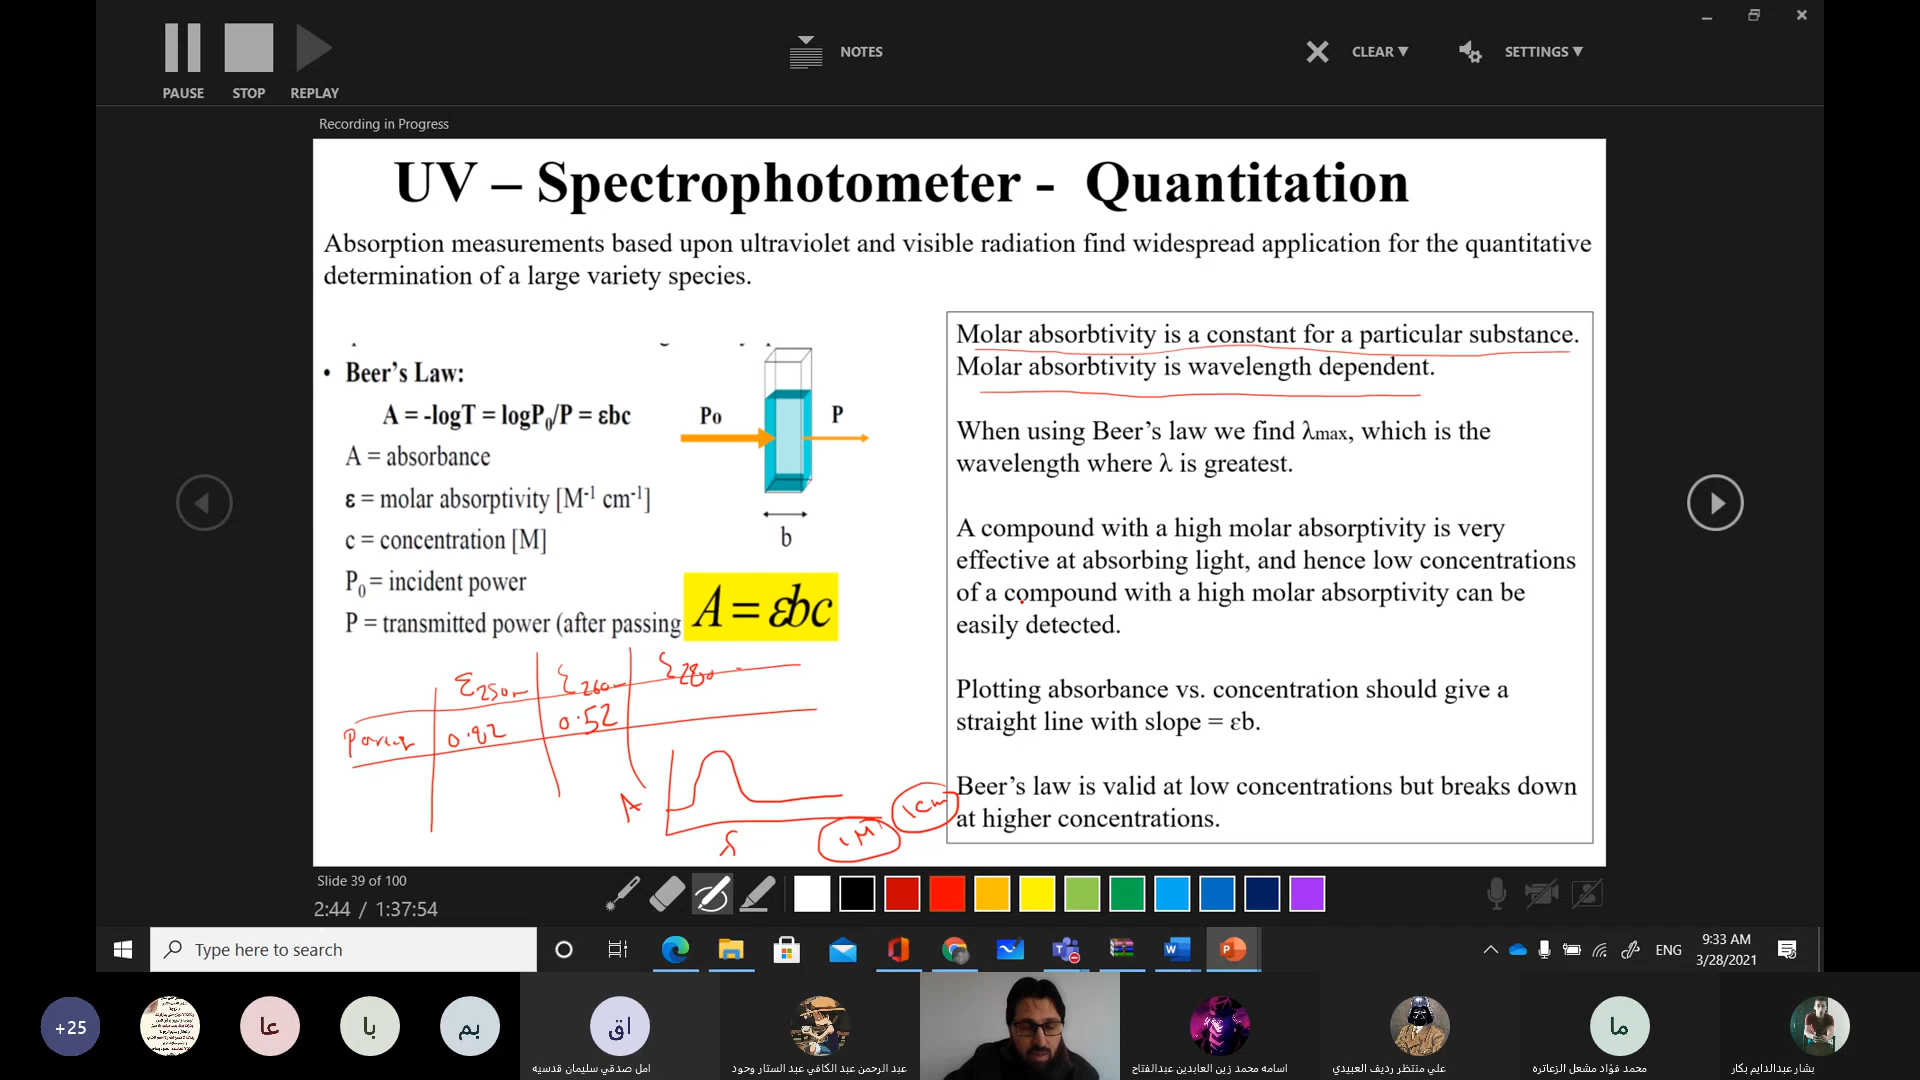 PAUSE
STOP
REPLAY
NOTES
CLEAR
SETTINGS
Recording in Progress
UV – Spectrophotometer - Quantitation
Absorption measurements based upon ultraviolet and visible radiation find widespread application for the quantitative
determination of a large variety species.
• Beer's Law:
A = -logT = logP₀/P = εbc
A = absorbance
ε = molar absorptivity [M⁻¹ cm⁻¹]
c = concentration [M]
P₀ = incident power
P = transmitted power (after passing
Po
P
b
A = εbc
Molar absorbtivity is a constant for a particular substance.
Molar absorbtivity is wavelength dependent.
When using Beer’s law we find λmax, which is the
wavelength where λ is greatest.
A compound with a high molar absorptivity is very
effective at absorbing light, and hence low concentrations
of a compound with a high molar absorptivity can be
easily detected.
Plotting absorbance vs. concentration should give a
straight line with slope = εb.
Beer’s law is valid at low concentrations but breaks down
at higher concentrations.
0.52
A
λ
1M
1cm
Slide 39 of 100
2:44 / 1:37:54
Type here to search
ENG
9:33 AM
3/28/2021
+25
عا
با
بم
اق
ما
امل صدقي سليمان قدسيه
عبد الرحمن عبد الكافي عبد الستار وحود
اسامه محمد زين العابدين عبدالفتاح
علي منتظر رديف العبيدي
محمد فؤاد مشعل الزعاتره
بشار عبدالدايم بكار